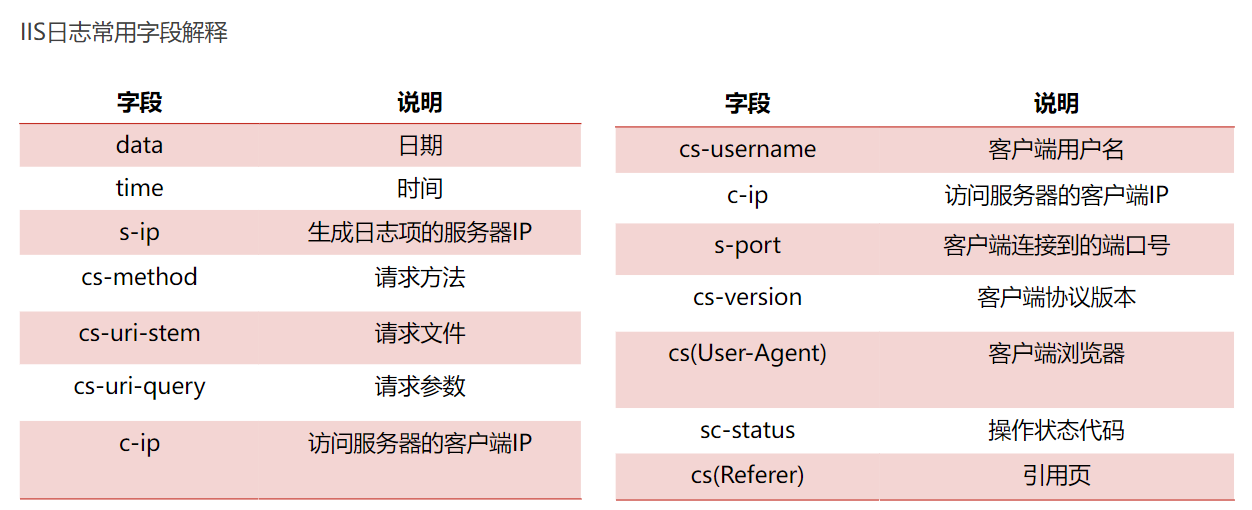 IIS日志常用字段解释
字段 说明
data 日期
time 时间
s-ip 生成日志项的服务器IP
cs-method 请求方法
cs-uri-stem 请求文件
cs-uri-query 请求参数
c-ip 访问服务器的客户端IP
字段 说明
cs-username 客户端用户名
c-ip 访问服务器的客户端IP
s-port 客户端连接到的端口号
cs-version 客户端协议版本
cs(User-Agent) 客户端浏览器
sc-status 操作状态代码
cs(Referer) 引用页